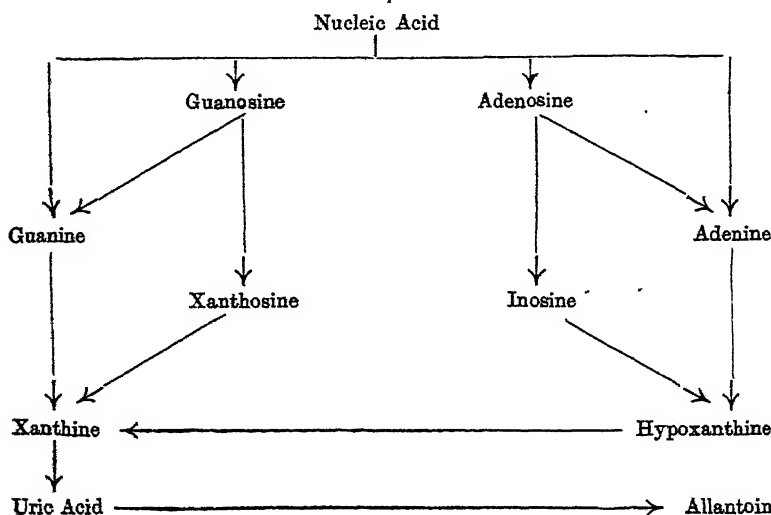 Nucleic Acid
Guanosine Adenosine
Guanine Adenine
Xanthosine Inosine
Xanthine Hypoxanthine
Uric Acid Allantoin